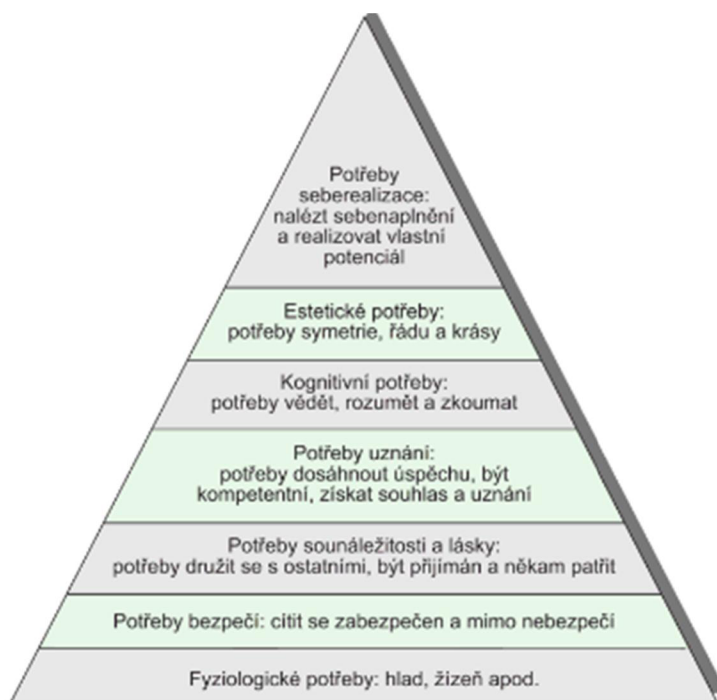 Potřeby
seberealizace:
nalézt sebenaplnění
a realizovat vlastní
potenciál
Estetické potřeby:
potřeby symetrie, řádu a krásy
Kognitivní potřeby:
potřeby vědět, rozumět a zkoumat
Potřeby uznání:
potřeby dosáhnout úspěchu, být
kompetentní, získat souhlas a uznání
Potřeby sounáležitosti a lásky:
potřeby družit se s ostatními, být přijímán a někam patřit
Potřeby bezpečí: cítit se zabezpečen a mimo nebezpečí
Fyziologické potřeby: hlad, žízeň apod.